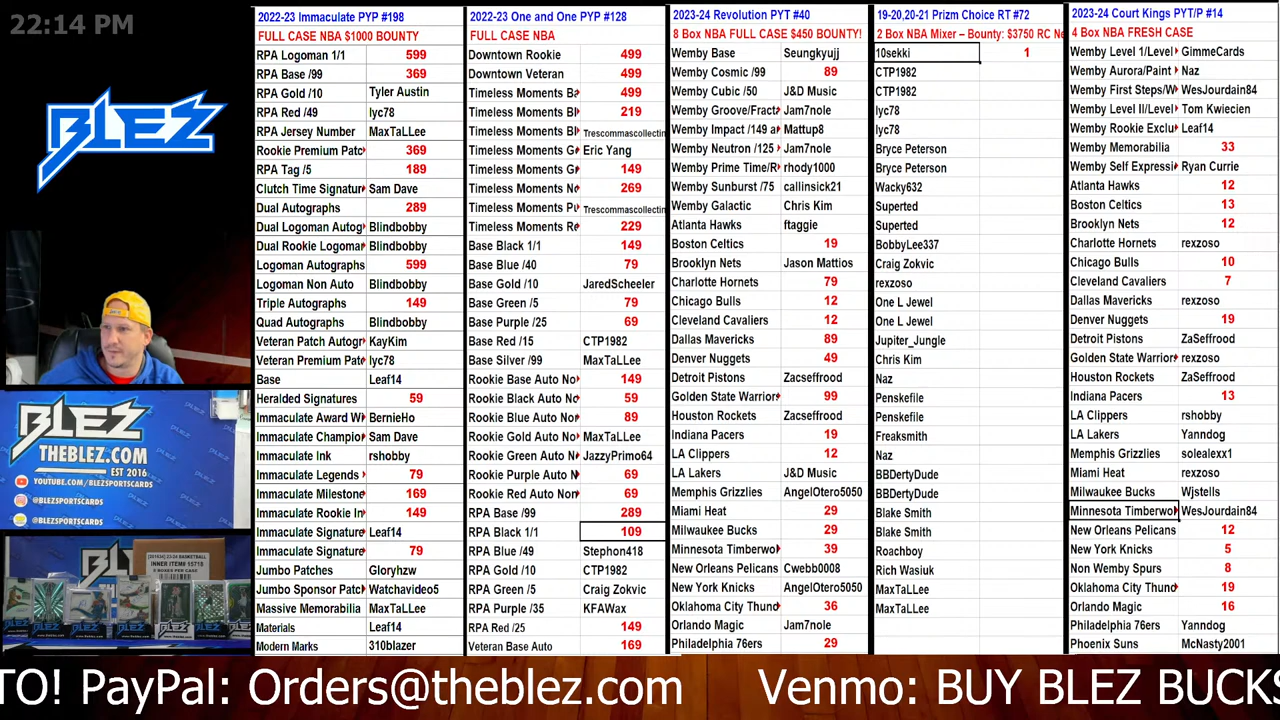 22:14 PM
BLEZ
BLEZ
THEBLEZ.COM
EST 2016
YOUTUBE.COM/BLEZSPORTSCARDS
@BLEZSPORTSCARDS
@BLEZSPORTSCARDS
INNER ITEM# 15718
2022-23 Immaculate PYP #198
FULL CASE NBA $1000 BOUNTY
RPA Logoman 1/1 599
RPA Base /99 369
RPA Gold /10 Tyler Austin
RPA Red /49 lyc78
RPA Jersey Number MaxTaLLee
Rookie Premium Patc 369
RPA Tag /5 189
Clutch Time Signatur Sam Dave
Dual Autographs 289
Dual Logoman Autog Blindbobby
Dual Rookie Logomar Blindbobby
Logoman Autographs 599
Logoman Non Auto Blindbobby
Triple Autographs 149
Quad Autographs Blindbobby
Veteran Patch Autogr KayKim
Veteran Premium Pat lyc78
Base Leaf14
Heralded Signatures 59
Immaculate Award W BernieHo
Immaculate Champio Sam Dave
Immaculate Ink rshobby
Immaculate Legends 79
Immaculate Milestone 169
Immaculate Rookie In 149
Immaculate Signature Leaf14
Immaculate Signature 79
Jumbo Patches Gloryhzw
Jumbo Sponsor Patc Watchavideo5
Massive Memorabilia MaxTaLLee
Materials Leaf14
Modern Marks 310blazer
2022-23 One and One PYP #128
FULL CASE NBA
Downtown Rookie 499
Downtown Veteran 499
Timeless Moments Ba 499
Timeless Moments Bl 219
Timeless Moments Bl Trescommascollectin
Timeless Moments G Eric Yang
Timeless Moments G 149
Timeless Moments No 269
Timeless Moments Pu Trescommascollectin
Timeless Moments Re 229
Base Black 1/1 149
Base Blue /40 79
Base Gold /10 JaredScheeler
Base Green /5 79
Base Purple /25 69
Base Red /15 CTP1982
Base Silver /99 MaxTaLLee
Rookie Base Auto No 149
Rookie Black Auto No 59
Rookie Blue Auto Nor 89
Rookie Gold Auto No MaxTaLLee
Rookie Green Auto No JazzyPrimo64
Rookie Purple Auto N 69
Rookie Red Auto Non 69
RPA Base /99 289
RPA Black 1/1 109
RPA Blue /49 Stephon418
RPA Gold /10 CTP1982
RPA Green /5 Craig Zokvic
RPA Purple /35 KFAWax
RPA Red /25 149
Veteran Base Auto 169
2023-24 Revolution PYT #40
8 Box NBA FULL CASE $450 BOUNTY!
Wemby Base Seungkyujj
Wemby Cosmic /99 89
Wemby Cubic /50 J&D Music
Wemby Groove/Fract Jam7nole
Wemby Impact /149 a Mattup8
Wemby Neutron /125 Jam7nole
Wemby Prime Time/R rhody1000
Wemby Sunburst /75 callinsick21
Wemby Galactic Chris Kim
Atlanta Hawks ftaggie
Boston Celtics 19
Brooklyn Nets Jason Mattios
Charlotte Hornets 79
Chicago Bulls 12
Cleveland Cavaliers 12
Dallas Mavericks 89
Denver Nuggets 49
Detroit Pistons Zacseffrood
Golden State Warriors 99
Houston Rockets Zacseffrood
Indiana Pacers 19
LA Clippers 12
LA Lakers J&D Music
Memphis Grizzlies AngelOtero5050
Miami Heat 29
Milwaukee Bucks 29
Minnesota Timberwo 39
New Orleans Pelicans Cwebb0008
New York Knicks AngelOtero5050
Oklahoma City Thund 36
Orlando Magic Jam7nole
Philadelphia 76ers 29
19-20,20-21 Prizm Choice RT #72
2 Box NBA Mixer – Bounty: $3750 RC Ne
10sekki 1
CTP1982
CTP1982
lyc78
lyc78
Bryce Peterson
Bryce Peterson
Wacky632
Superted
Superted
BobbyLee337
Craig Zokvic
rexzoso
One L Jewel
One L Jewel
Jupiter_Jungle
Chris Kim
Naz
Penskefile
Penskefile
Freaksmith
Naz
BBDertyDude
BBDertyDude
Blake Smith
Blake Smith
Roachboy
Rich Wasiuk
MaxTaLLee
MaxTaLLee
2023-24 Court Kings PYT/P #14
4 Box NBA FRESH CASE
Wemby Level 1/Level GimmeCards
Wemby Aurora/Paint Naz
Wemby First Steps/W WesJourdain84
Wemby Level II/Level Tom Kwiecien
Wemby Rookie Exclu Leaf14
Wemby Memorabilia 33
Wemby Self Expressi Ryan Currie
Atlanta Hawks 12
Boston Celtics 13
Brooklyn Nets 12
Charlotte Hornets rexzoso
Chicago Bulls 10
Cleveland Cavaliers 7
Dallas Mavericks rexzoso
Denver Nuggets 19
Detroit Pistons ZaSeffrood
Golden State Warrior rexzoso
Houston Rockets ZaSeffrood
Indiana Pacers 13
LA Clippers rshobby
LA Lakers Yanndog
Memphis Grizzlies solealexx1
Miami Heat rexzoso
Milwaukee Bucks Wjstells
Minnesota Timberwo WesJourdain84
New Orleans Pelicans 12
New York Knicks 5
Non Wemby Spurs 8
Oklahoma City Thund 19
Orlando Magic 16
Philadelphia 76ers Yanndog
Phoenix Suns McNasty2001
TO! PayPal: Orders@theblez.com Venmo: BUY BLEZ BUCKS